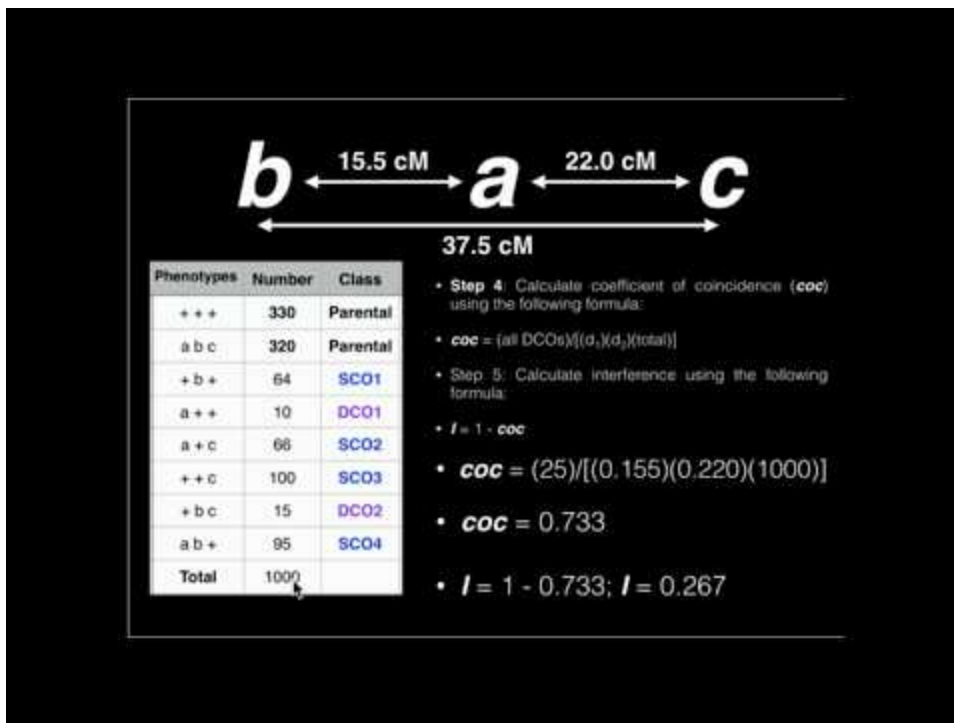 b 15.5 cM a 22.0 cM c
37.5 cM
Phenotypes Number Class
+ + + 330 Parental
a b c 320 Parental
+ b + 64 SCO1
a + + 10 DCO1
a + c 66 SCO2
+ + c 100 SCO3
+ b c 15 DCO2
a b + 95 SCO4
Total 1000
• Step 4: Calculate coefficient of coincidence (coc)
using the following formula:
• coc = (all DCOs)/[(d₁)(d₂)(total)]
• Step 5: Calculate interference using the following
formula:
• I = 1 - coc
• coc = (25)/[(0.155)(0.220)(1000)]
• coc = 0.733
• I = 1 - 0.733; I = 0.267